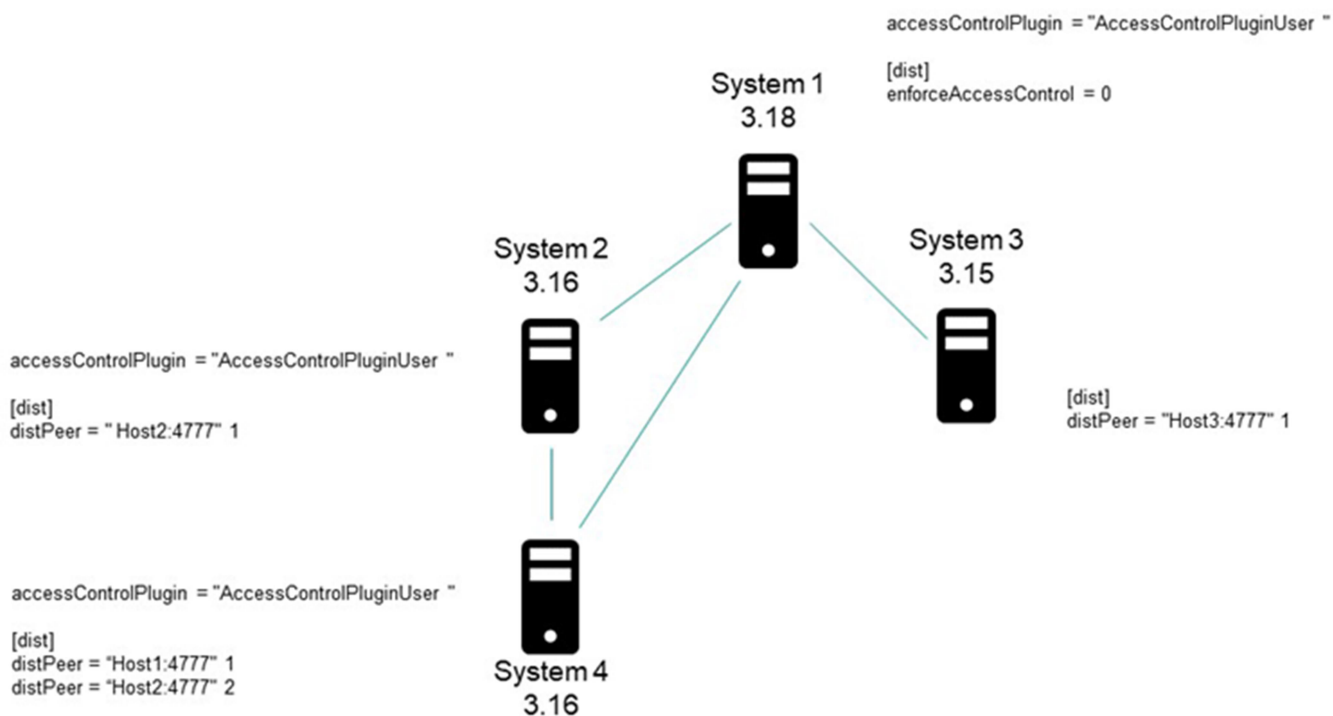 accessControlPlugin = "AccessControlPluginUser "
[dist]
enforceAccessControl = 0
System 1
3.18
System 2
3.16
System 3
3.15
accessControlPlugin = "AccessControlPluginUser "
[dist]
distPeer = " Host2:4777" 1
[dist]
distPeer = "Host3:4777" 1
accessControlPlugin = "AccessControlPluginUser "
[dist]
distPeer = “Host1:4777" 1
distPeer = “Host2:4777" 2
System 4
3.16